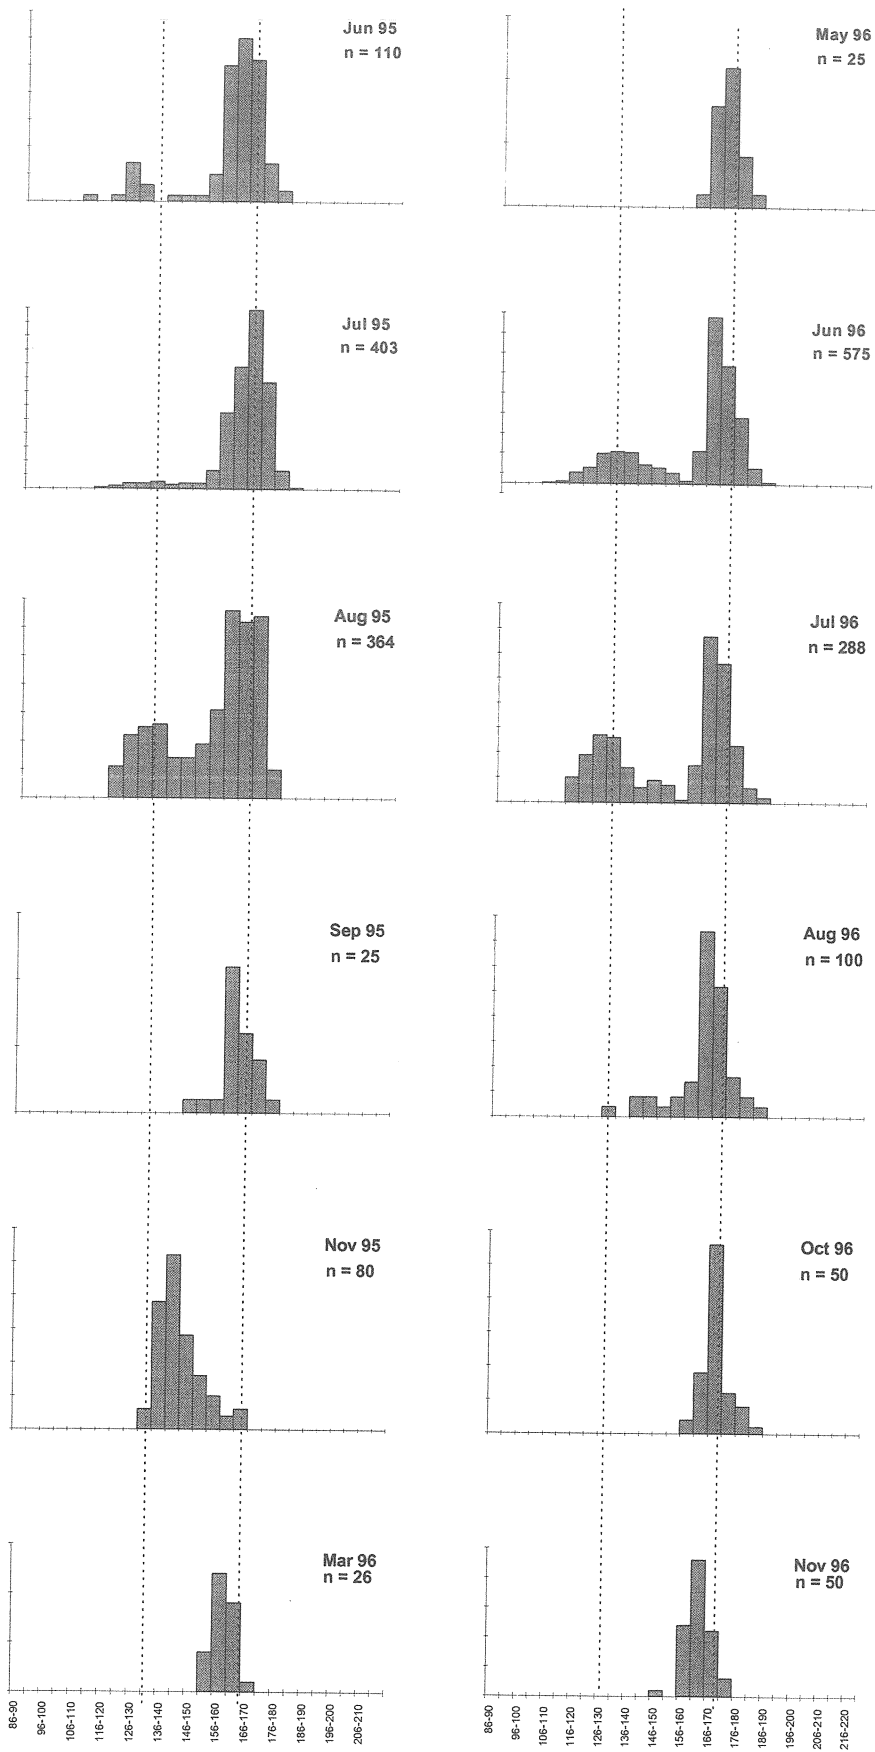 Jun 95
n = 110
Jul 95
n = 403
Aug 95
n = 364
Sep 95
n = 25
Nov 95
n = 80
Mar 96
n = 26
86-90
96-100
106-110
116-120
126-130
136-140
146-150
156-160
166-170
176-180
186-190
196-200
206-210
May 96
n = 25
Jun 96
n = 575
Jul 96
n = 288
Aug 96
n = 100
Oct 96
n = 50
Nov 96
n = 50
86-90
96-100
106-110
116-120
126-130
136-140
146-150
156-160
166-170
176-180
186-190
196-200
206-210
216-220